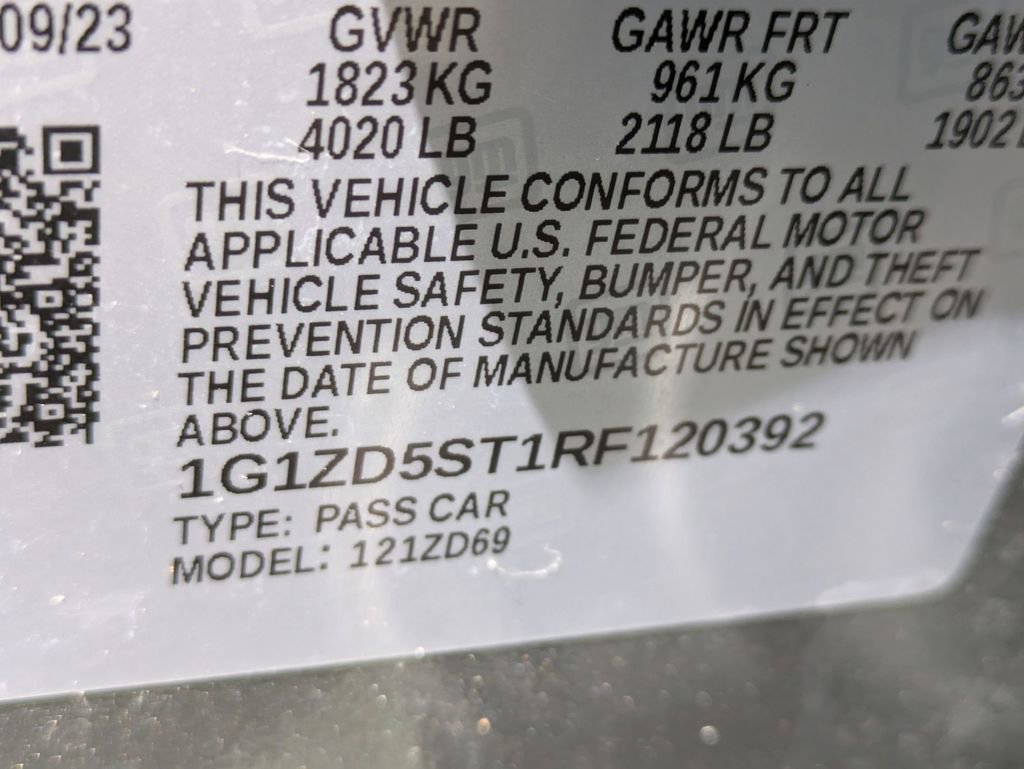 09/23 GVWR GAWR FRT
1823 KG 961 KG 863
4020 LB 2118 LB 1902
THIS VEHICLE CONFORMS TO ALL
APPLICABLE U.S. FEDERAL MOTOR
VEHICLE SAFETY, BUMPER, AND THEFT
PREVENTION STANDARDS IN EFFECT ON
THE DATE OF MANUFACTURE SHOWN
ABOVE.
1G1ZD5ST1RF120392
TYPE: PASS CAR
MODEL: 121ZD69